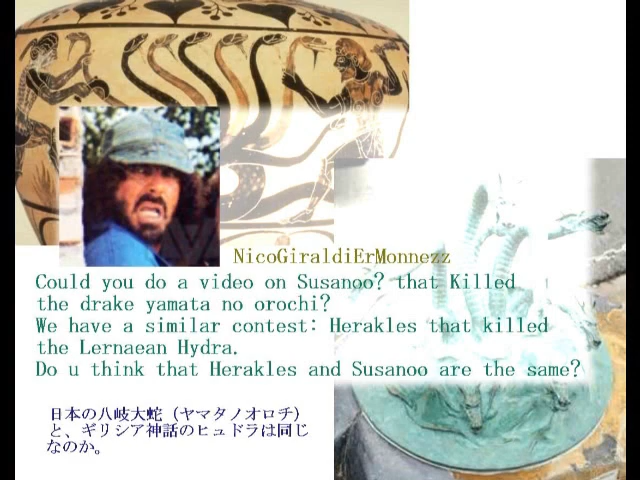 NicoGiraldiErMonnezz
Could you do a video on Susanoo? that Killed
the drake yamata no orochi?
We have a similar contest: Herakles that killed
the Lernaean Hydra.
Do u think that Herakles and Susanoo are the same?
日本の八岐大蛇（ヤマタノオロチ）
と、ギリシア神話のヒュドラは同じ
なのか。